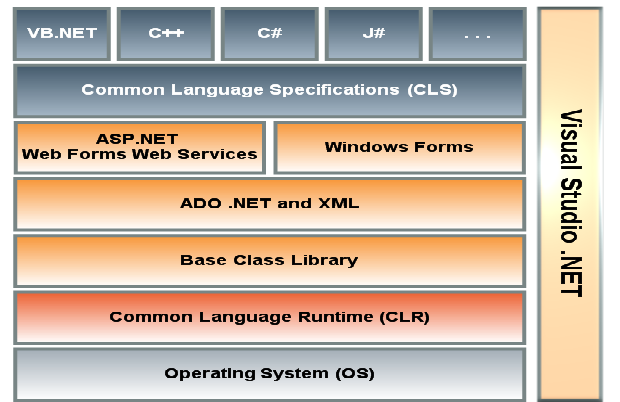 VB.NET
C++
C#
J#
. . .
Common Language Specifications (CLS)
ASP.NET
Web Forms Web Services
Windows Forms
ADO .NET and XML
Base Class Library
Common Language Runtime (CLR)
Operating System (OS)
Visual Studio .NET